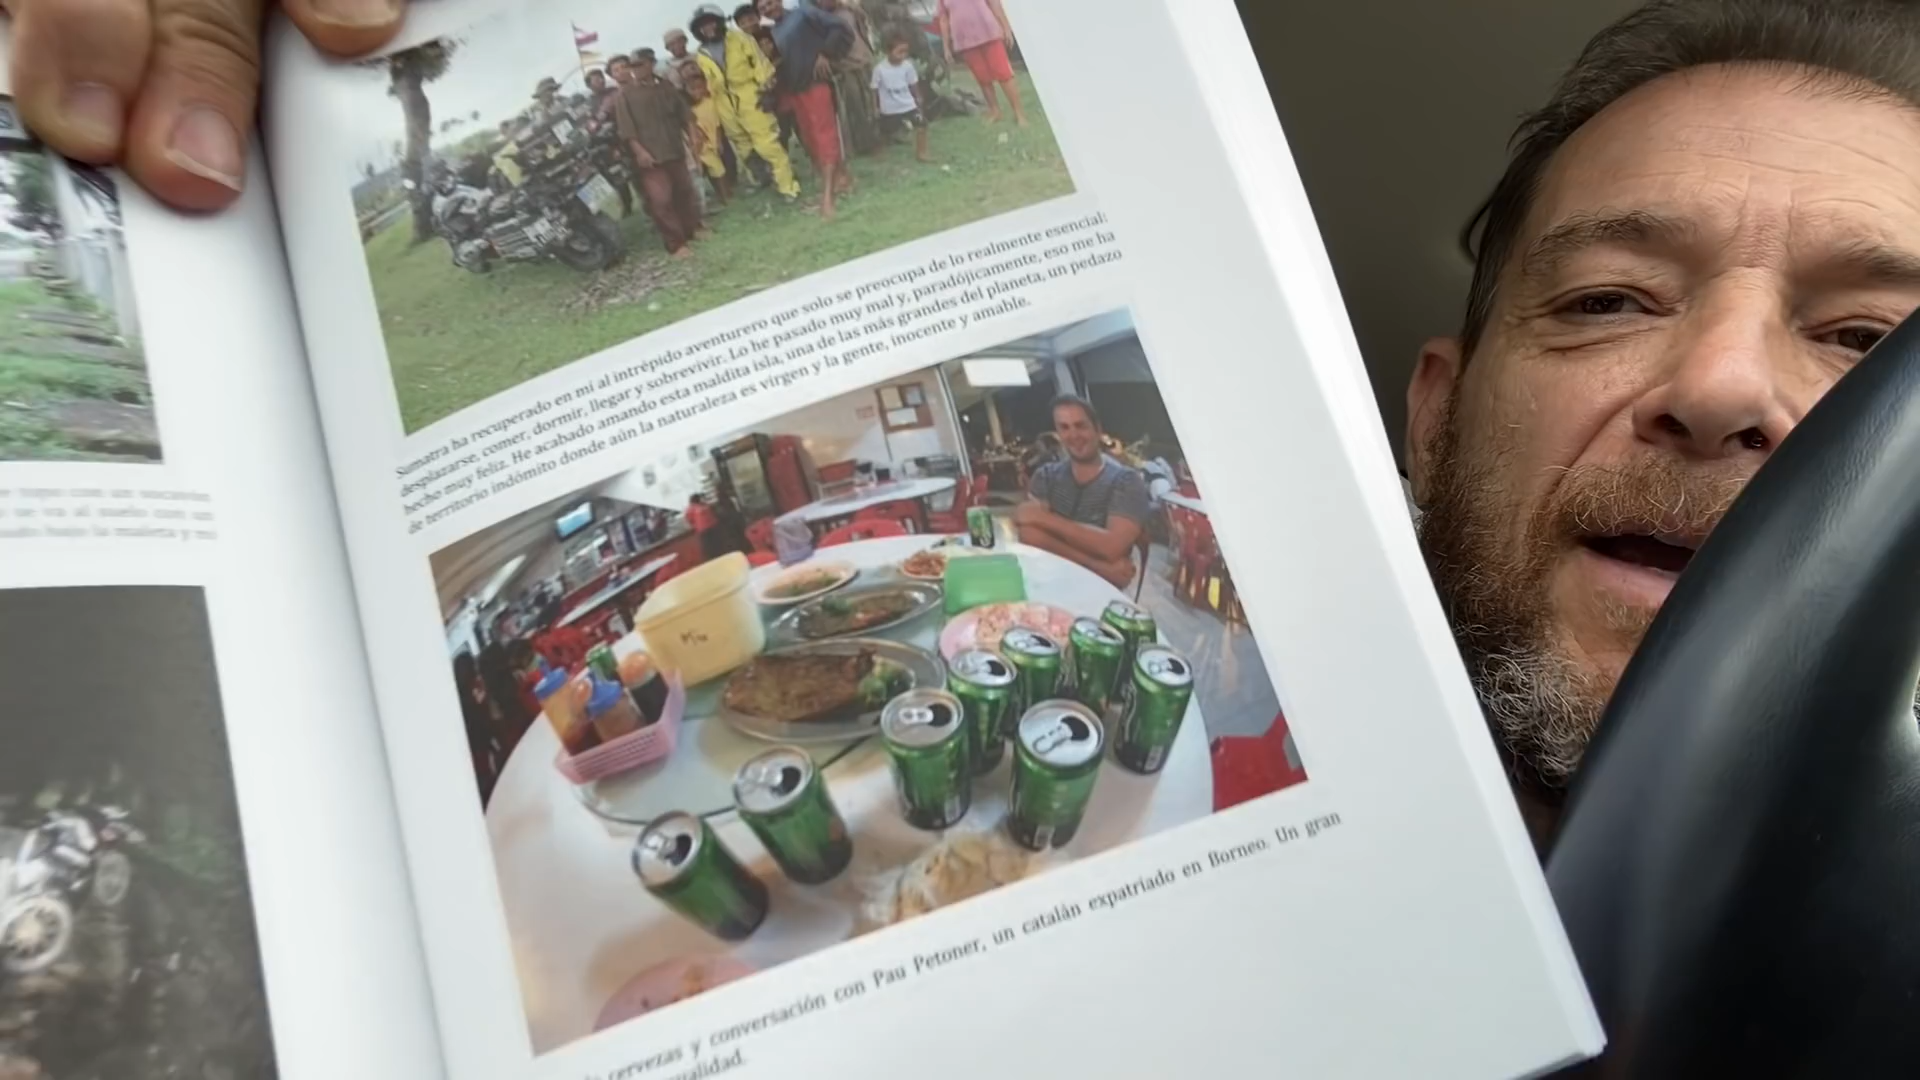 Sumatra ha recuperado en mí al intrépido aventurero que solo se preocupa de lo realmente esencial:
desplazarse, comer, dormir, llegar y sobrevivir. Lo he pasado muy mal y, paradójicamente, eso me ha
hecho muy feliz. He acabado amando esta maldita isla, una de las más grandes del planeta, un pedazo
de territorio indómito donde aún la naturaleza es virgen y la gente, inocente y amable.
cervezas y conversación con Pau Petoner, un catalán expatriado en Borneo. Un gran